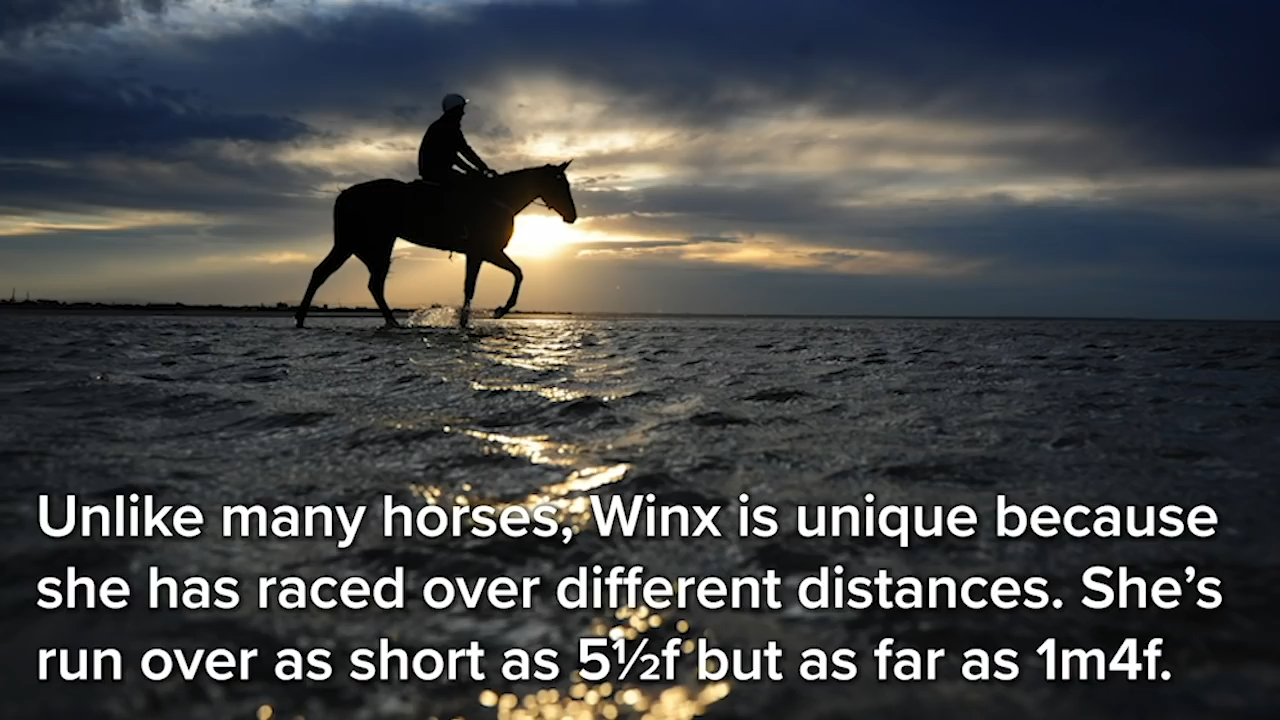 Unlike many horses, Winx is unique because
she has raced over different distances. She’s
run over as short as 5½f but as far as 1m4f.